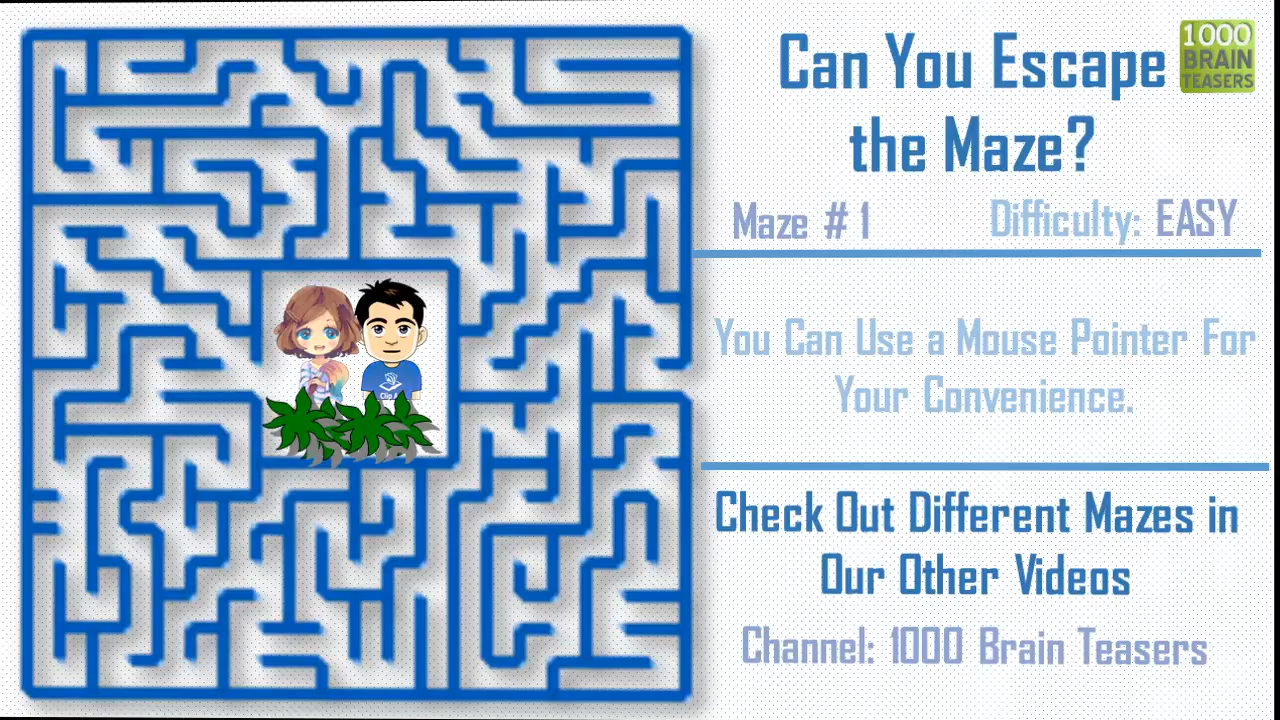 Can You Escape
the Maze?
1000
BRAIN
TEASERS
Maze # 1
Difficulty: EASY
You Can Use a Mouse Pointer For
Your Convenience.
Check Out Different Mazes in
Our Other Videos
Channel: 1000 Brain Teasers